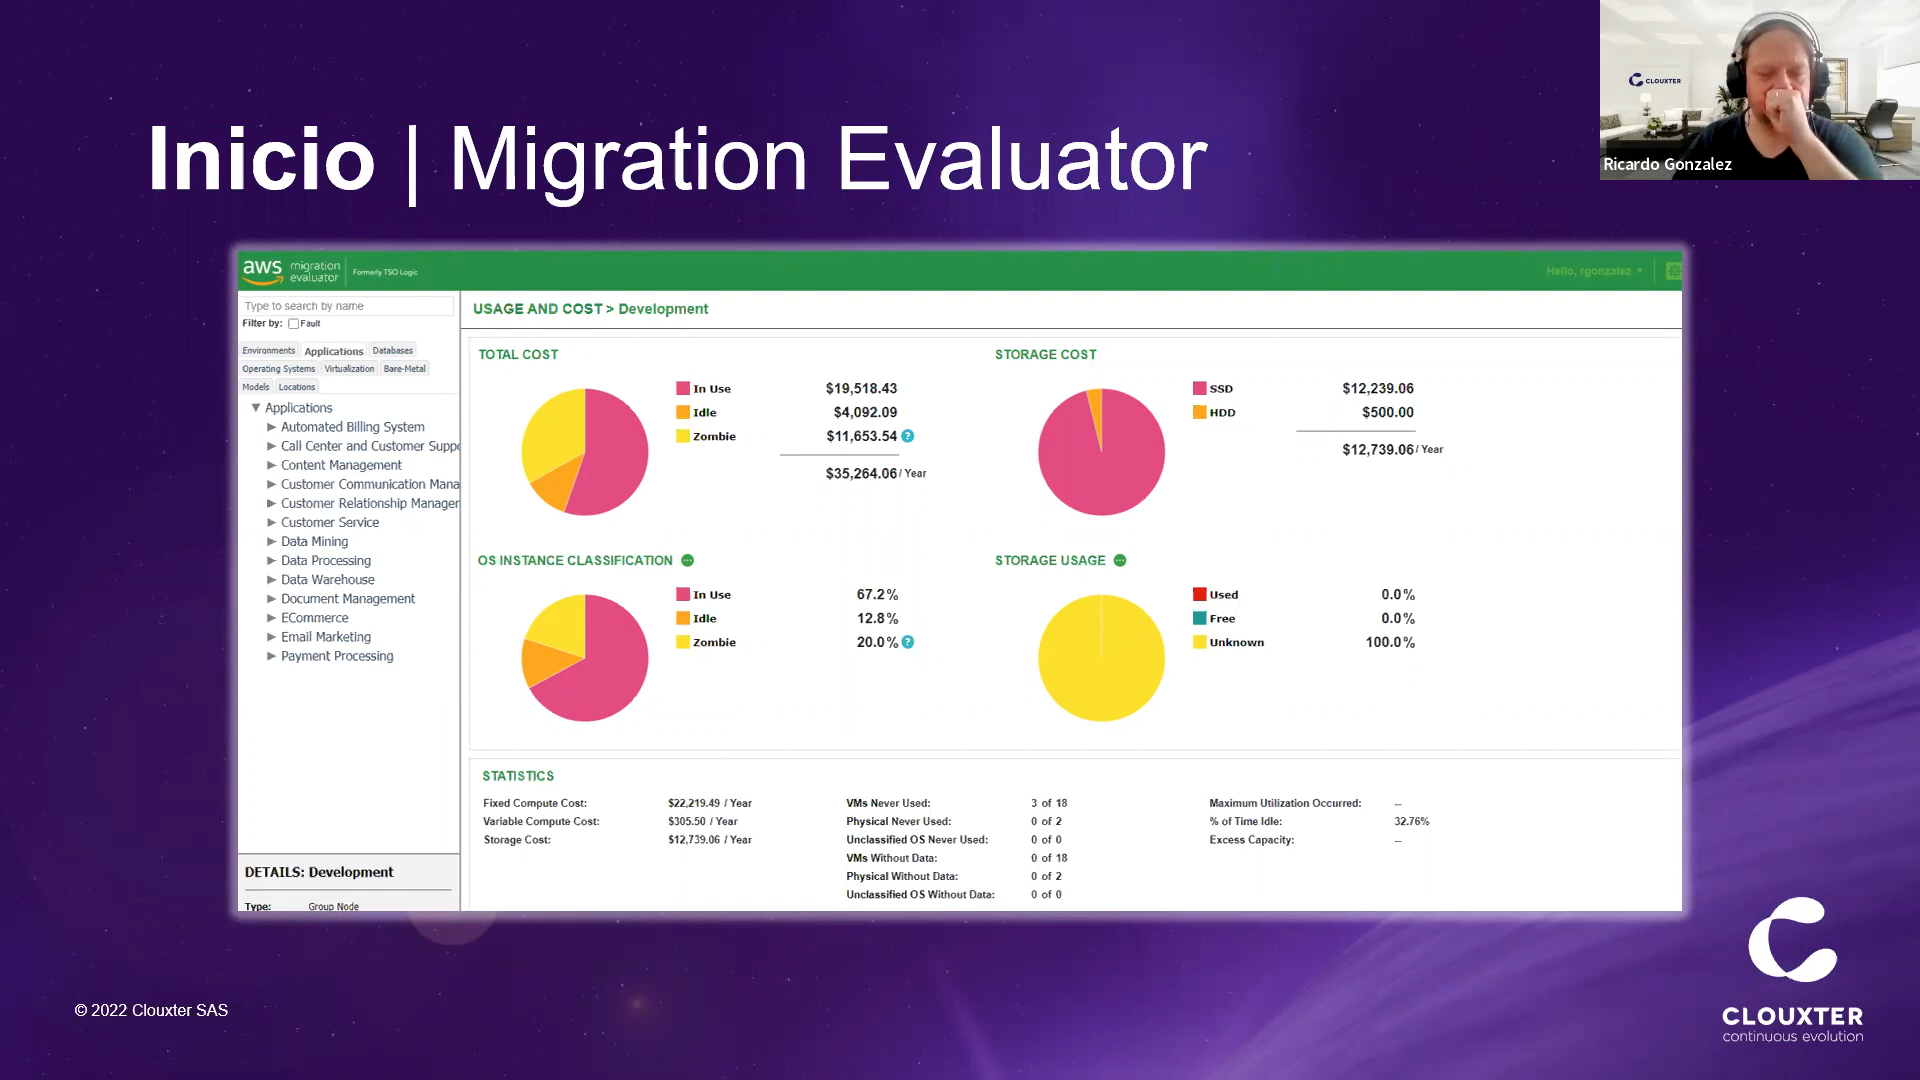 CLOUXTER
Ricardo Gonzalez
Inicio | Migration Evaluator
aws migration evaluator Formerly TSO Logic
Hello, rgonzalez
Type to search by name
Filter by: Fault
Environments Applications Databases
Operating Systems Virtualization Bare-Metal
Models Locations
Applications
Automated Billing System
Call Center and Customer Suppo
Content Management
Customer Communication Mana
Customer Relationship Manager
Customer Service
Data Mining
Data Processing
Data Warehouse
Document Management
ECommerce
Email Marketing
Payment Processing
DETAILS: Development
Type: Group Node
USAGE AND COST > Development
TOTAL COST
In Use $19,518.43
Idle $4,092.09
Zombie $11,653.54 ?
$35,264.06 / Year
STORAGE COST
SSD $12,239.06
HDD $500.00
$12,739.06 / Year
OS INSTANCE CLASSIFICATION
In Use 67.2%
Idle 12.8%
Zombie 20.0% ?
STORAGE USAGE
Used 0.0%
Free 0.0%
Unknown 100.0%
STATISTICS
Fixed Compute Cost: $22,219.49 / Year
Variable Compute Cost: $305.50 / Year
Storage Cost: $12,739.06 / Year
VMs Never Used: 3 of 18
Physical Never Used: 0 of 2
Unclassified OS Never Used: 0 of 0
VMs Without Data: 0 of 18
Physical Without Data: 0 of 2
Unclassified OS Without Data: 0 of 0
Maximum Utilization Occurred: --
% of Time Idle: 32.76%
Excess Capacity: --
© 2022 Clouxter SAS
CLOUXTER
continuous evolution